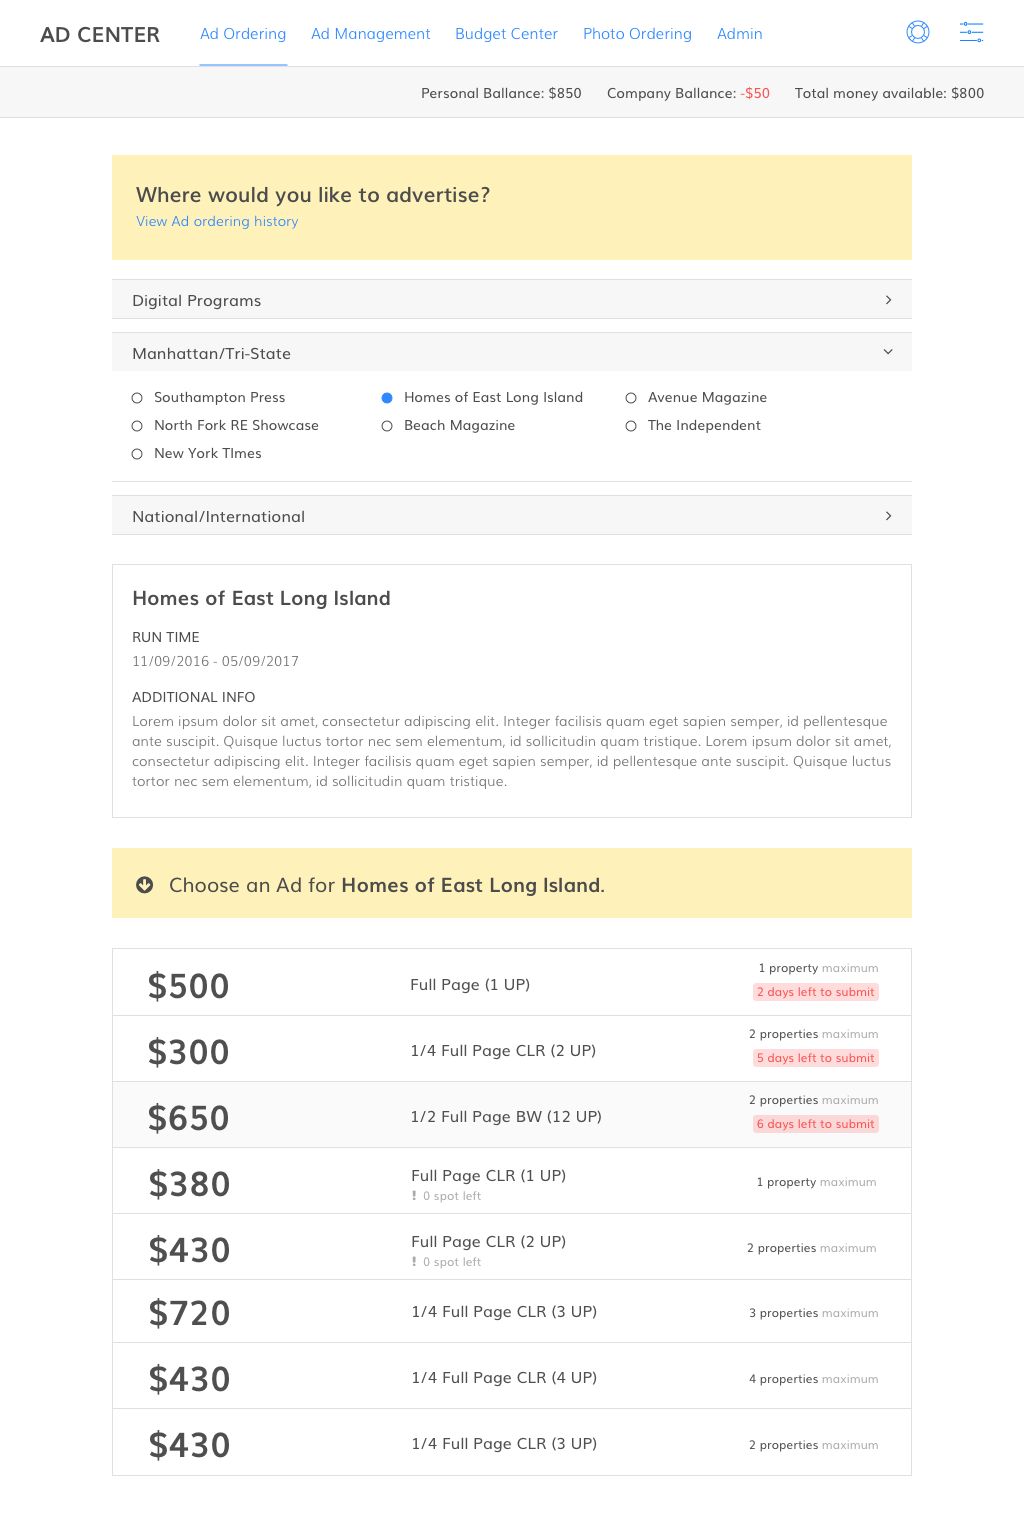 AD CENTER
Ad Ordering Ad Management Budget Center Photo Ordering Admin
Personal Ballance: $850 Company Ballance: -$50 Total money available: $800
Where would you like to advertise?
View Ad ordering history
Digital Programs
Manhattan/Tri-State
Southampton Press Homes of East Long Island Avenue Magazine
North Fork RE Showcase Beach Magazine The Independent
New York TImes
National/International
Homes of East Long Island
RUN TIME
11/09/2016 - 05/09/2017
ADDITIONAL INFO
Lorem ipsum dolor sit amet, consectetur adipiscing elit. Integer facilisis quam eget sapien semper, id pellentesque
ante suscipit. Quisque luctus tortor nec sem elementum, id sollicitudin quam tristique. Lorem ipsum dolor sit amet,
consectetur adipiscing elit. Integer facilisis quam eget sapien semper, id pellentesque ante suscipit. Quisque luctus
tortor nec sem elementum, id sollicitudin quam tristique.
Choose an Ad for Homes of East Long Island.
$500 Full Page (1 UP) 1 property maximum
2 days left to submit
$300 1/4 Full Page CLR (2 UP) 2 properties maximum
5 days left to submit
$650 1/2 Full Page BW (12 UP) 2 properties maximum
6 days left to submit
$380 Full Page CLR (1 UP) 1 property maximum
! 0 spot left
$430 Full Page CLR (2 UP) 2 properties maximum
! 0 spot left
$720 1/4 Full Page CLR (3 UP) 3 properties maximum
$430 1/4 Full Page CLR (4 UP) 4 properties maximum
$430 1/4 Full Page CLR (3 UP) 2 properties maximum